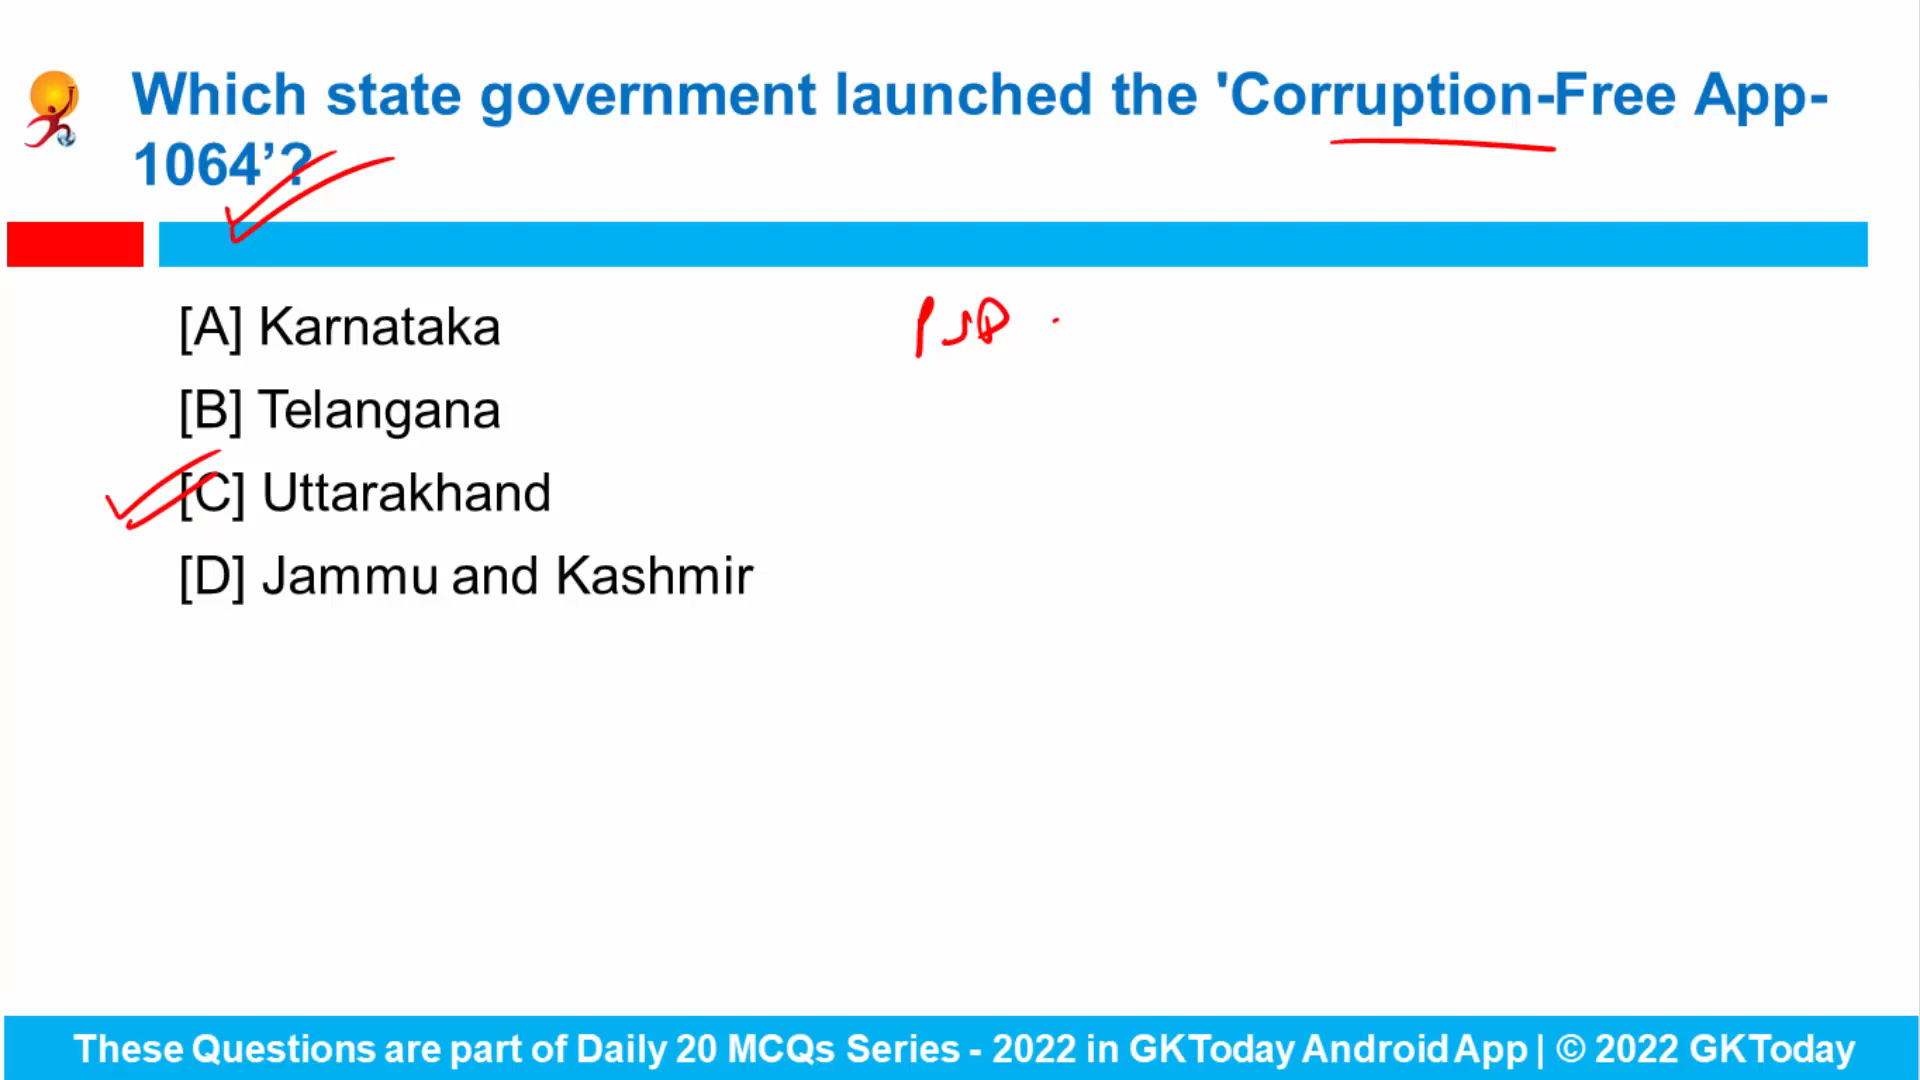 Which state government launched the 'Corruption-Free App-
1064’?
[A] Karnataka
[B] Telangana
[C] Uttarakhand
[D] Jammu and Kashmir
These Questions are part of Daily 20 MCQs Series - 2022 in GKToday Android App | © 2022 GKToday